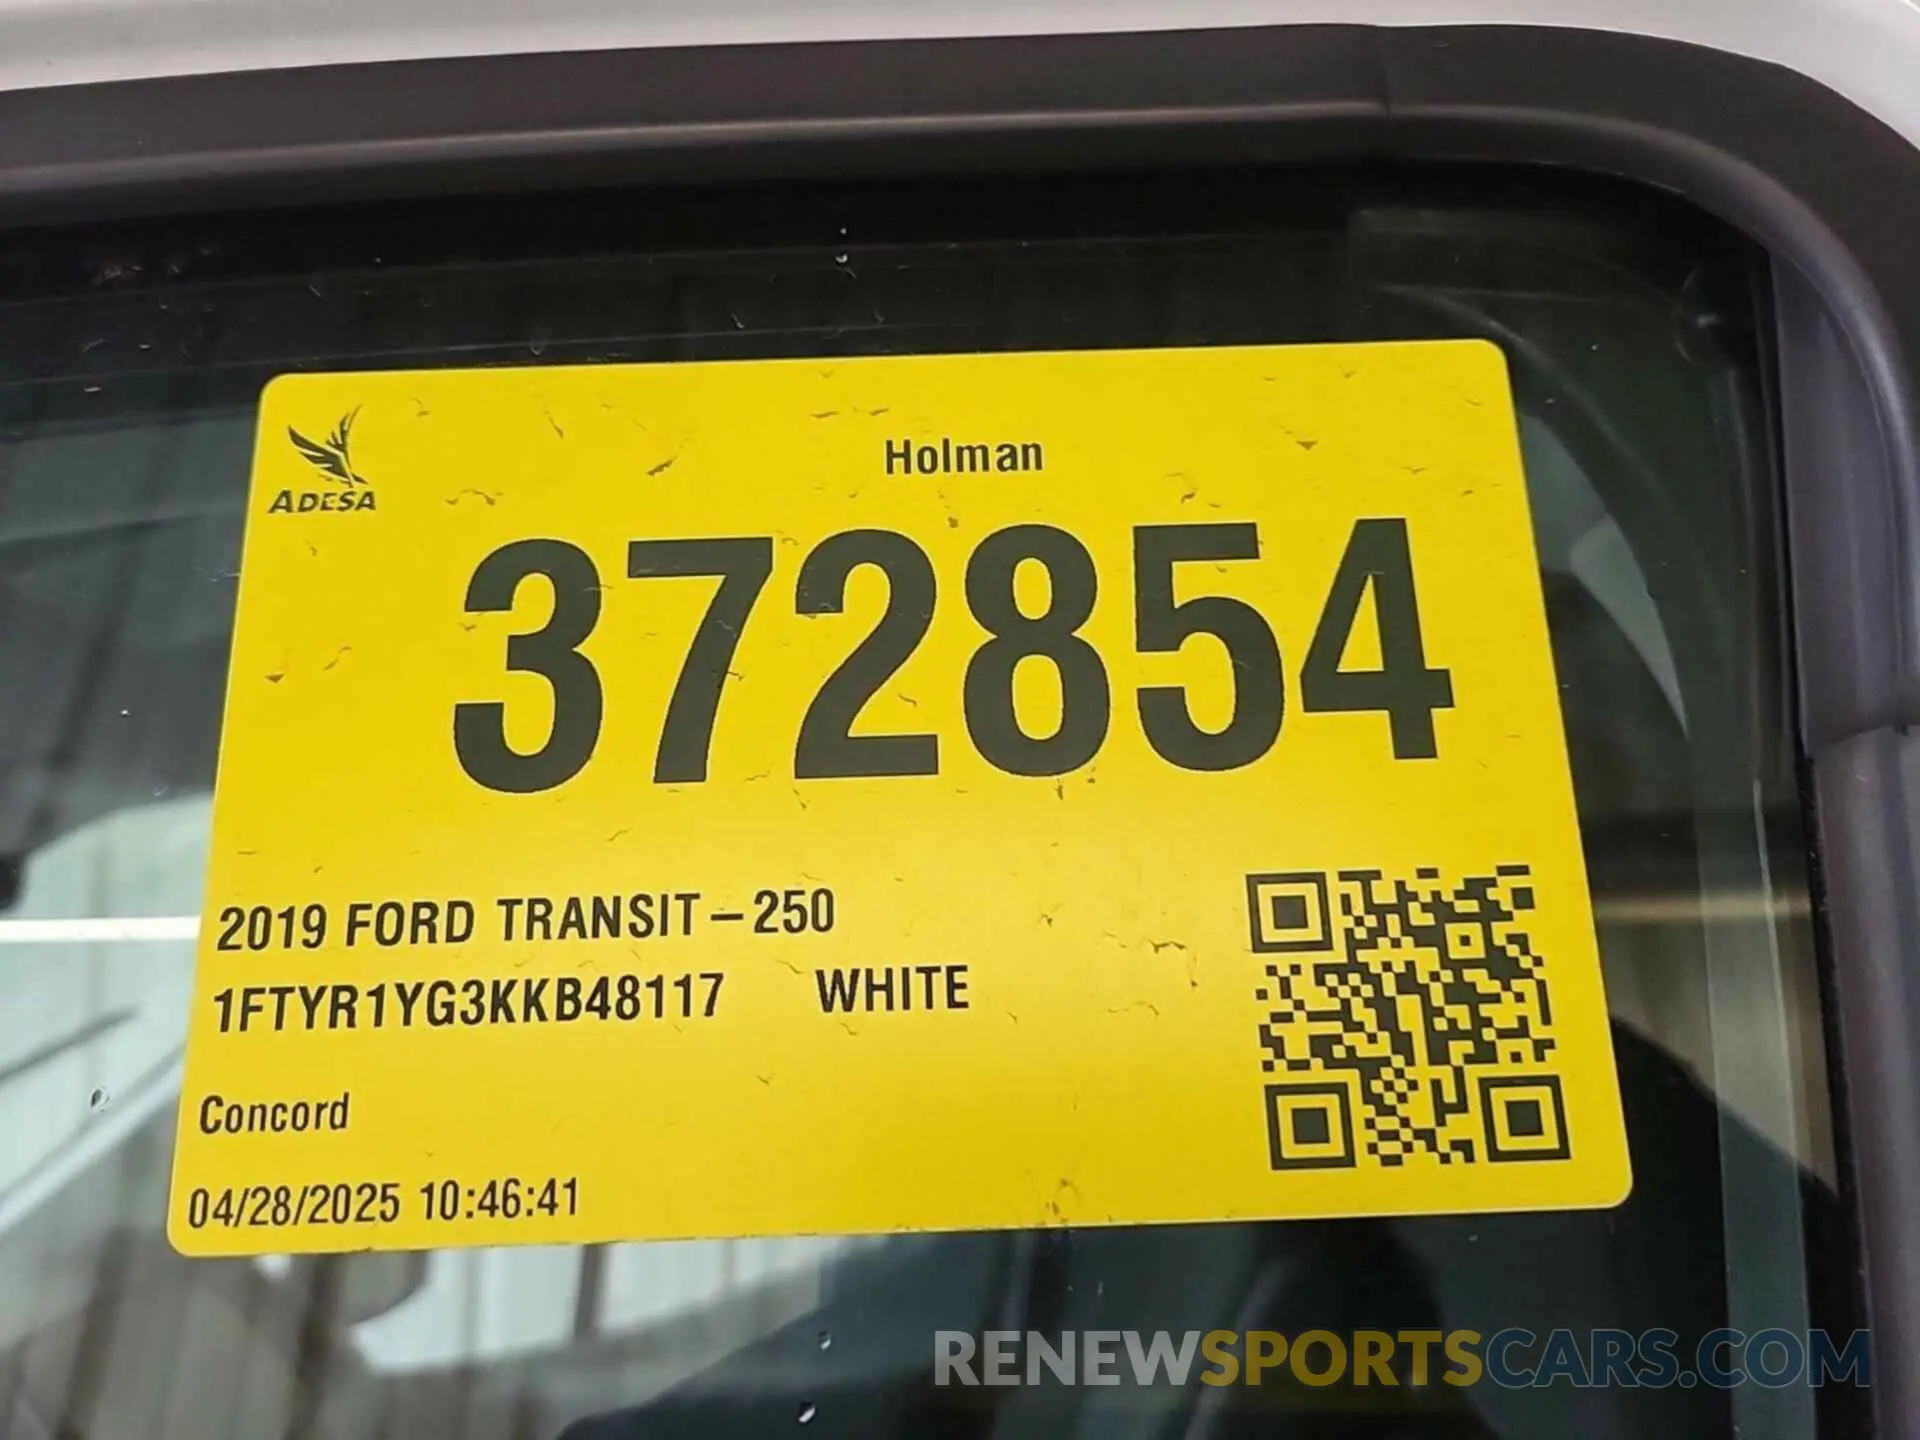 ADESA
Holman
372854
2019 FORD TRANSIT-250
1FTYR1YG3KKB48117 WHITE
Concord
04/28/2025 10:46:41
RENEWSPORTSCARS.COM